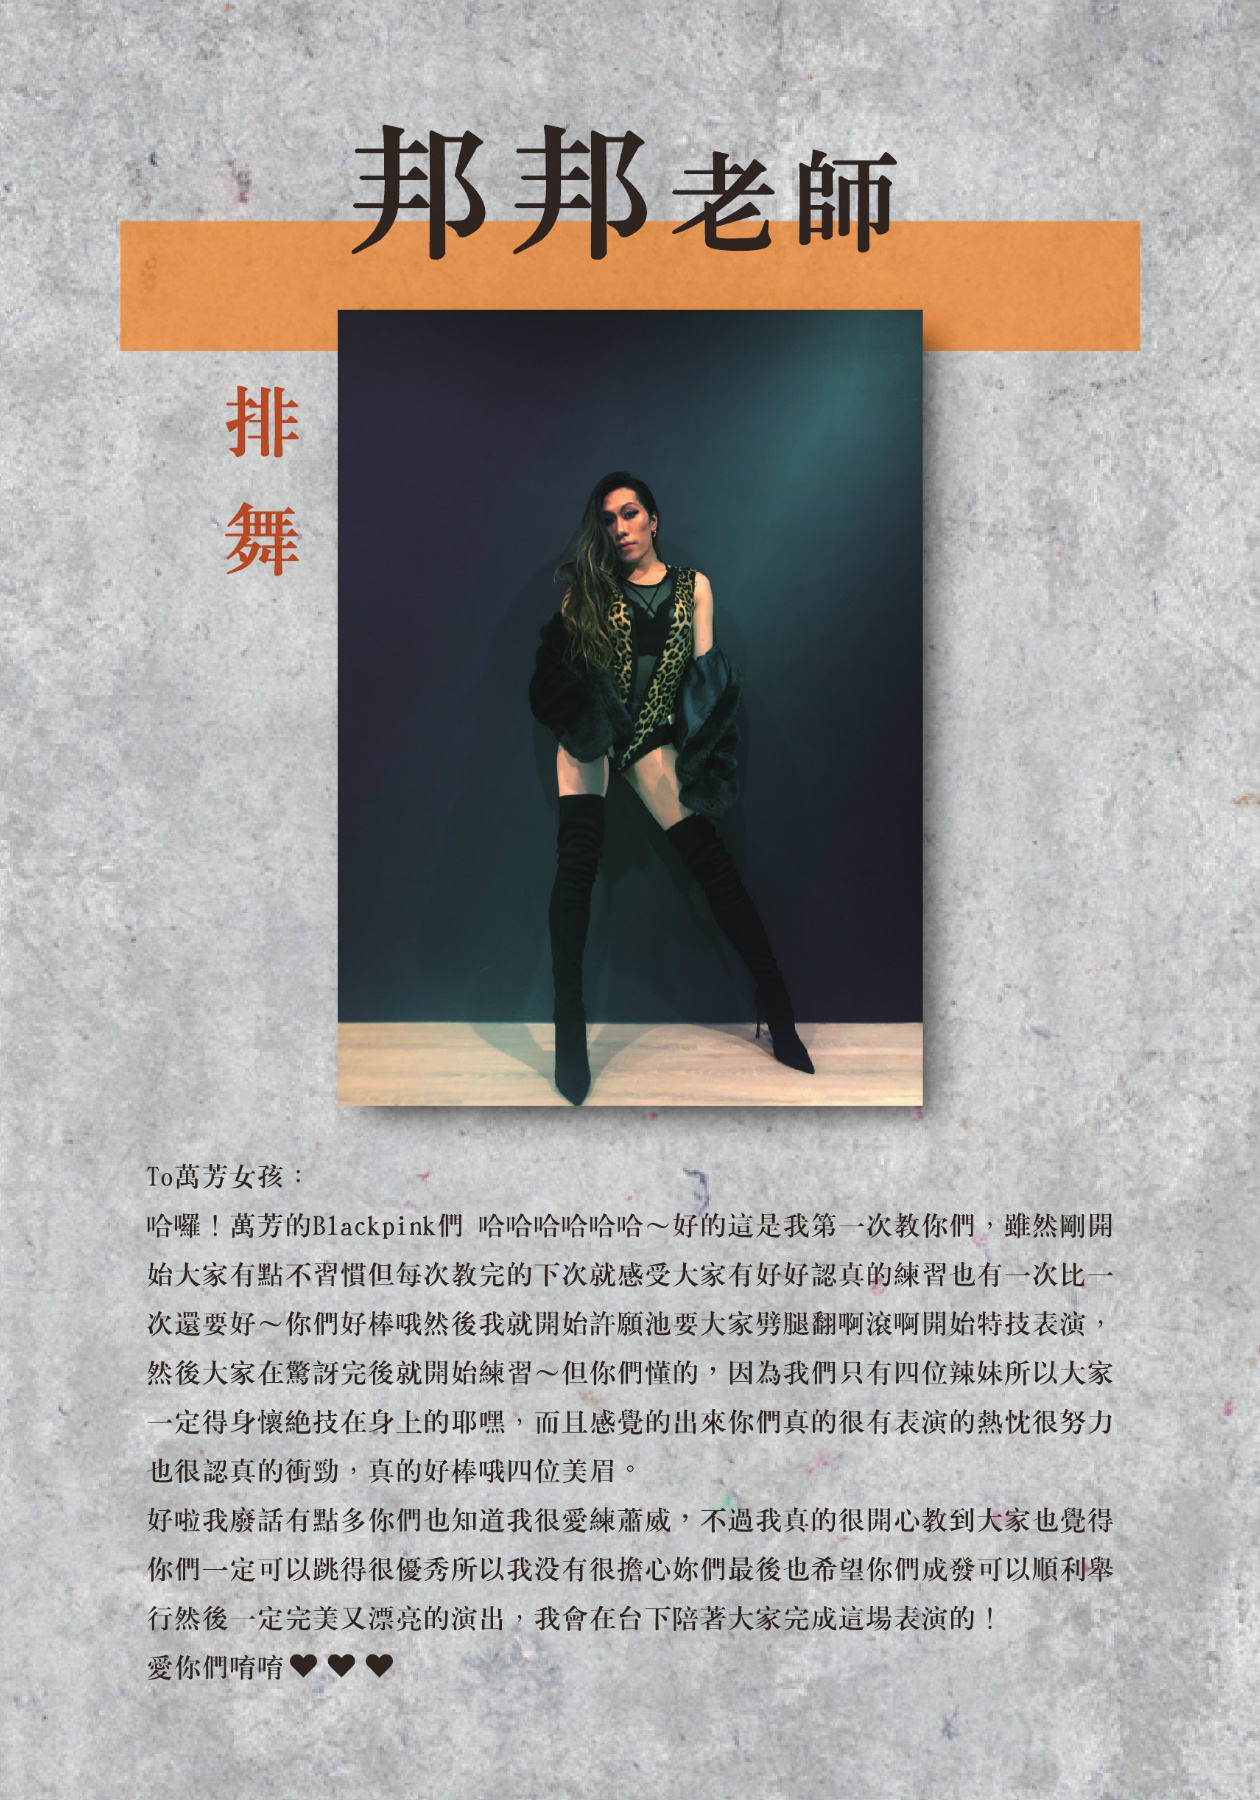 邦邦老師
排舞
To萬芳女孩：
哈囉！萬芳的Blackpink們 哈哈哈哈哈哈～好的這是我第一次教你們，雖然剛開
始大家有點不習慣但每次教完的下次就感受大家有好好認真的練習也有一次比一
次還要好～你們好棒哦然後我就開始許願池要大家劈腿翻啊滾啊開始特技表演，
然後大家在驚訝完後就開始練習～但你們懂的，因為我們只有四位辣妹所以大家
一定得身懷絕技在身上的耶嘿，而且感覺的出來你們真的很有表演的熱忱很努力
也很認真的衝勁，真的好棒哦四位美眉。
好啦我廢話有點多你們也知道我很愛練蕭威，不過我真的很開心教到大家也覺得
你們一定可以跳得很優秀所以我沒有很擔心妳們最後也希望你們成發可以順利舉
行然後一定完美又漂亮的演出，我會在台下陪著大家完成這場表演的！
愛你們唷唷♥ ♥ ♥